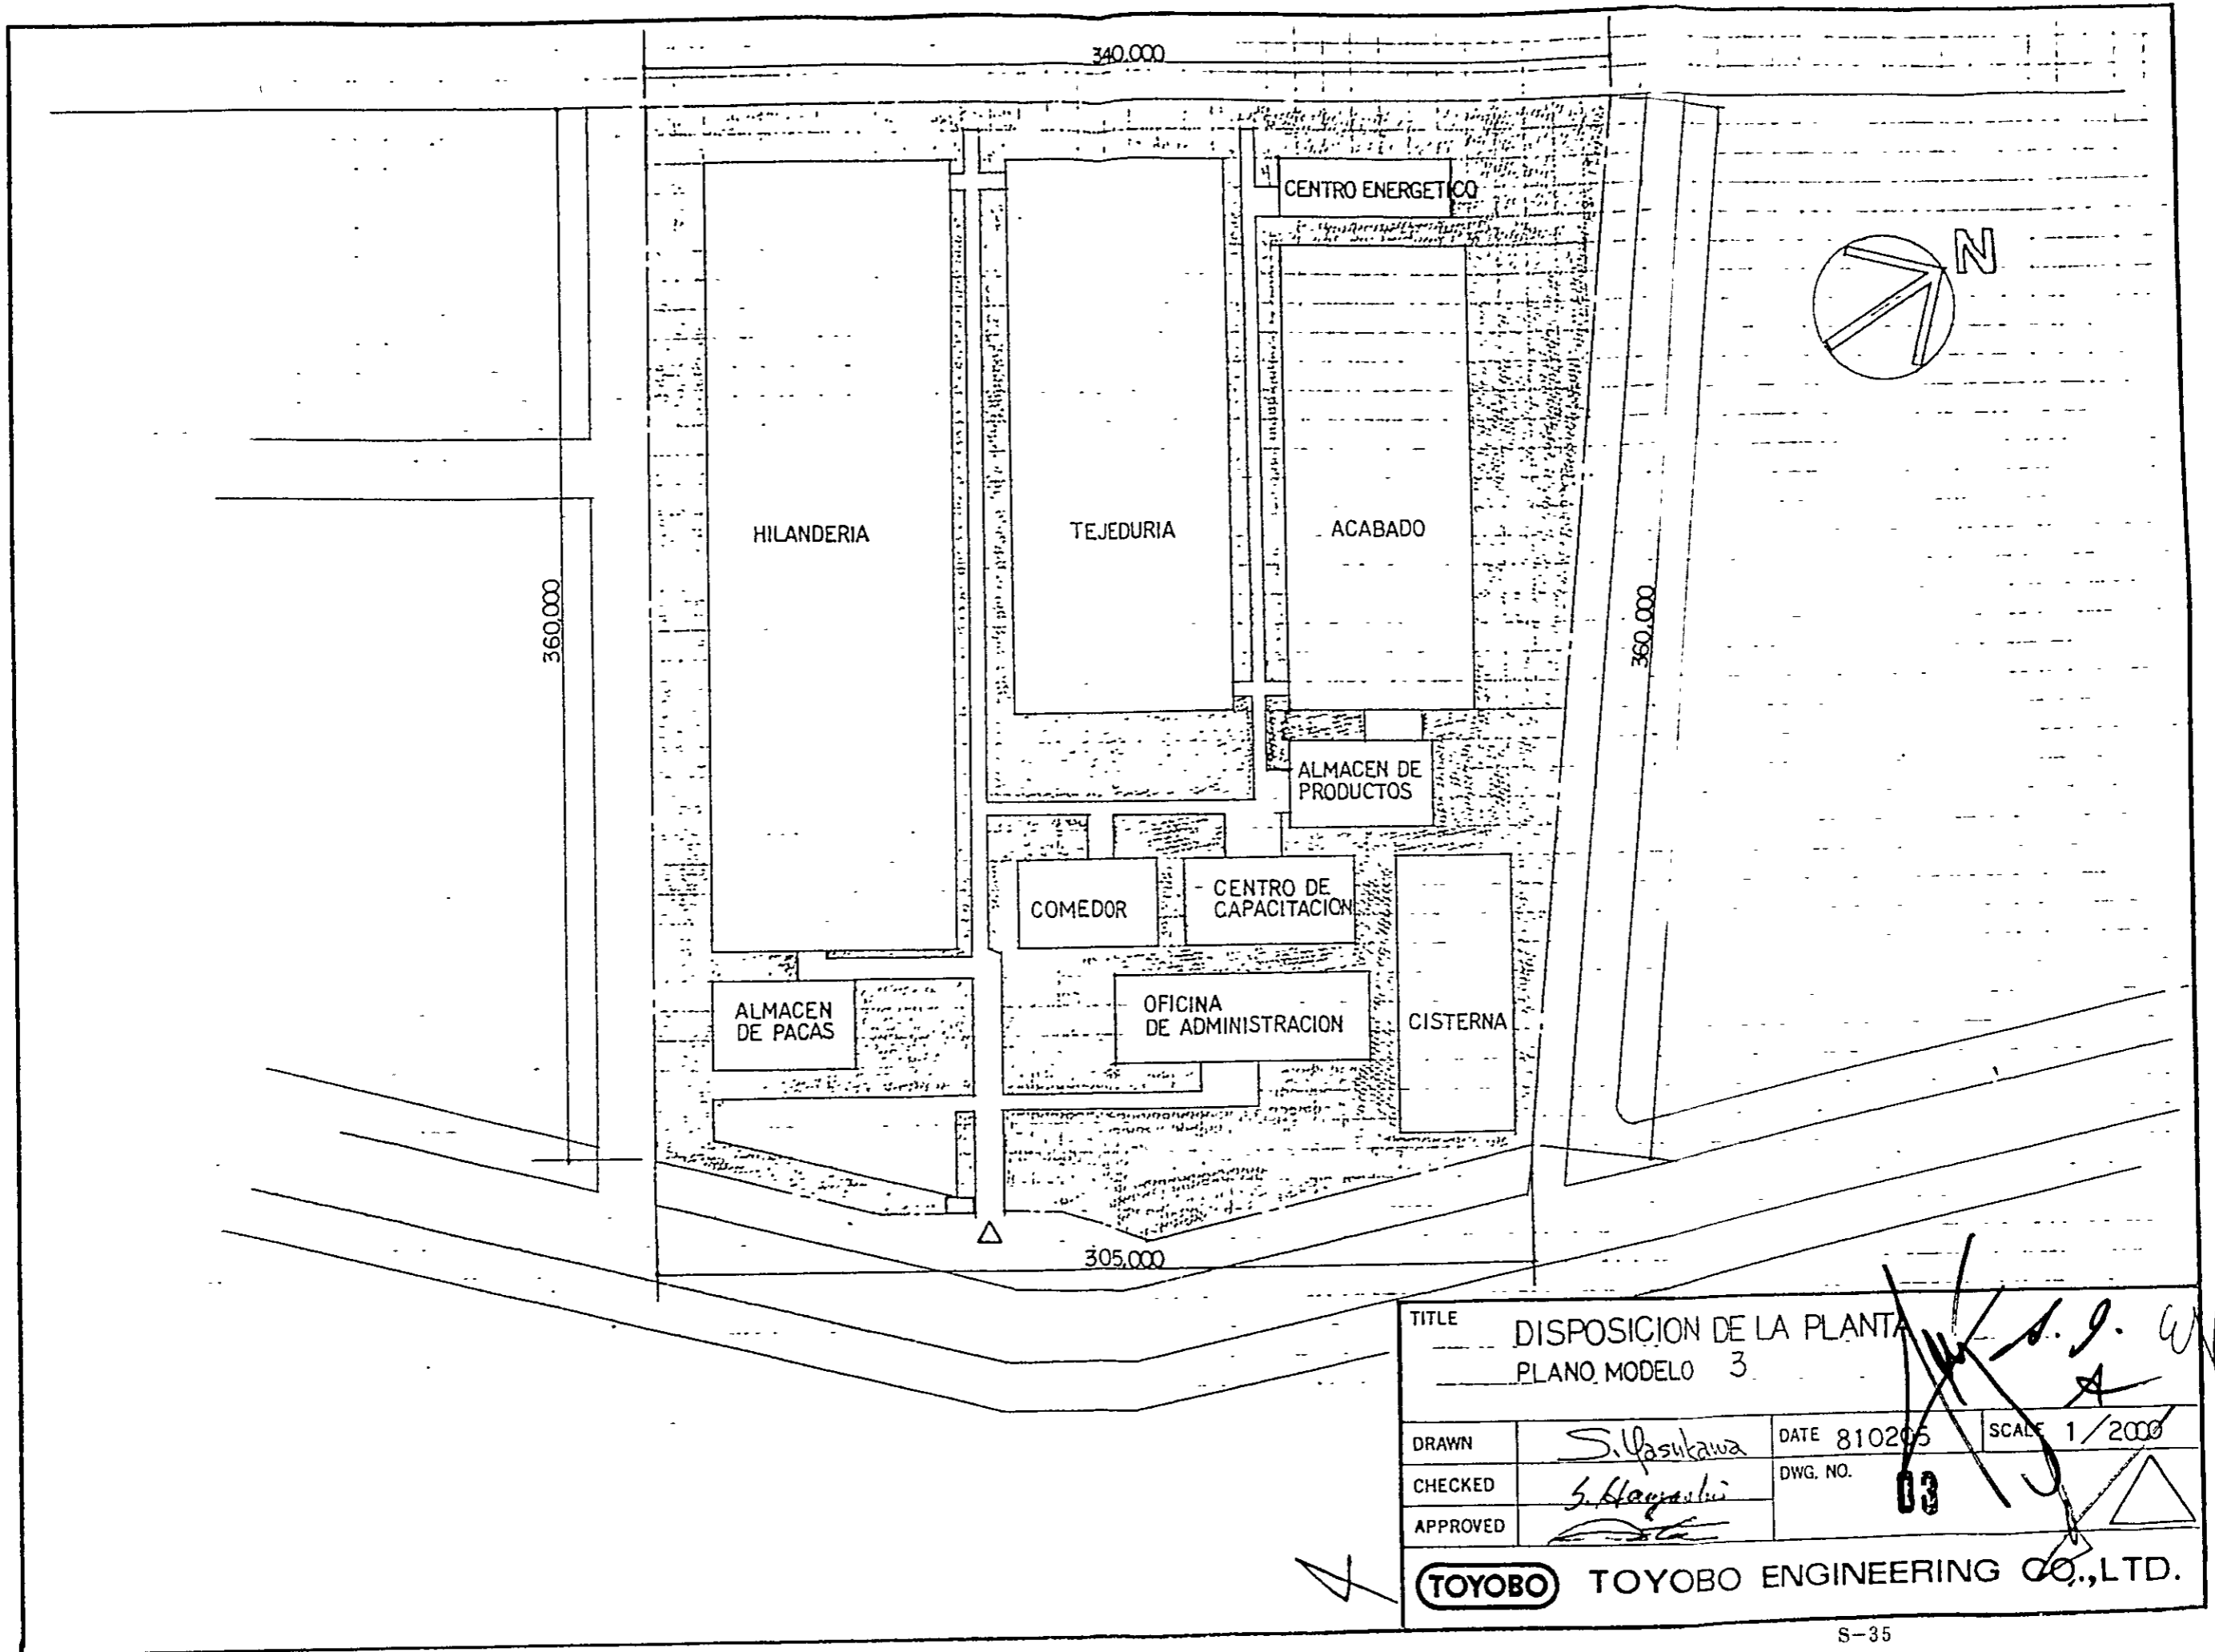 340.000
CENTRO ENERGETICO
N
HILANDERIA
TEJEDURIA
ACABADO
360.000
360.000
ALMACEN DE
PRODUCTOS
COMEDOR
CENTRO DE
CAPACITACION
ALMACEN
DE PACAS
OFICINA
DE ADMINISTRACION
CISTERNA
305.000
TITLE
DISPOSICION DE LA PLANTA
PLANO MODELO 3
DRAWN
S. Yasukawa
DATE 810205
SCALE 1/2000
CHECKED
S. Hayashi
DWG. NO.
03
APPROVED
TOYOBO
TOYOBO ENGINEERING CO.,LTD.
S-35